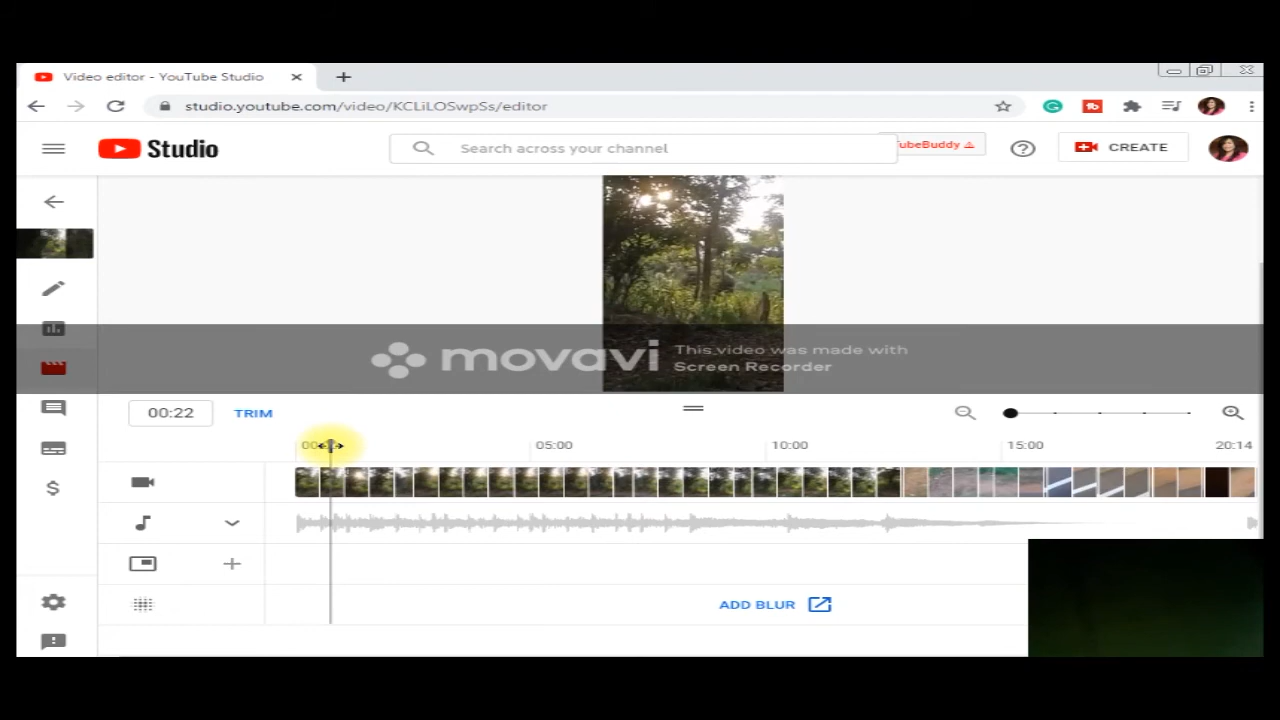 Video editor - YouTube Studio
studio.youtube.com/video/KCLiLOSwpSs/editor
Studio
Search across your channel
TubeBuddy
CREATE
movavi
This video was made with
Screen Recorder
00:22
TRIM
05:00
10:00
15:00
20:14
ADD BLUR